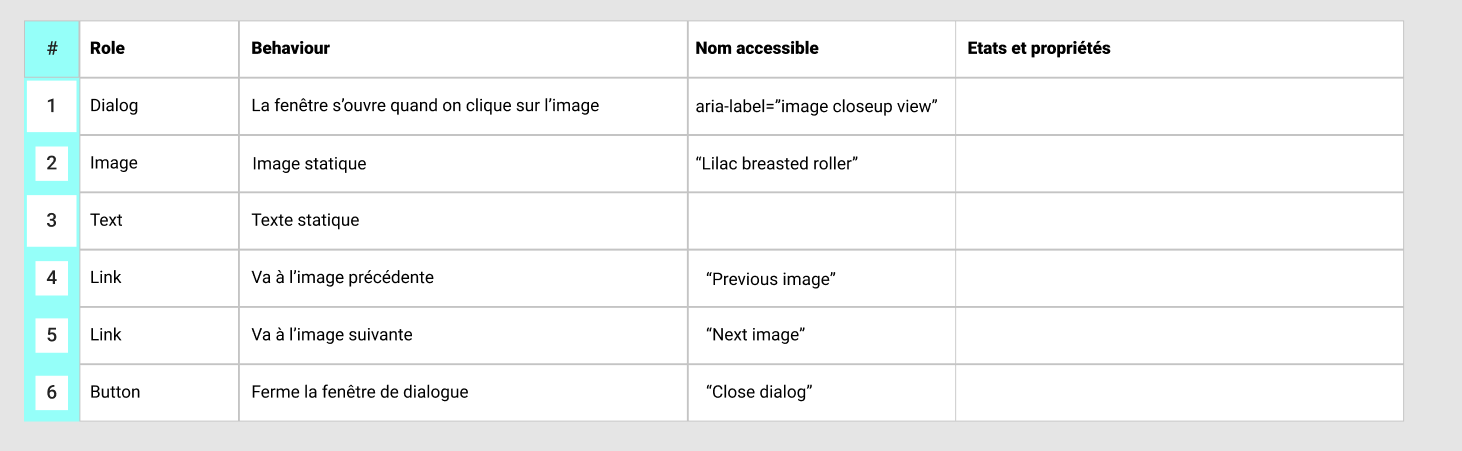 # Role Behaviour Nom accessible Etats et propriétés
1 Dialog La fenêtre s’ouvre quand on clique sur l’image aria-label=”image closeup view”
2 Image Image statique “Lilac breasted roller”
3 Text Texte statique
4 Link Va à l’image précédente “Previous image”
5 Link Va à l’image suivante “Next image”
6 Button Ferme la fenêtre de dialogue “Close dialog”